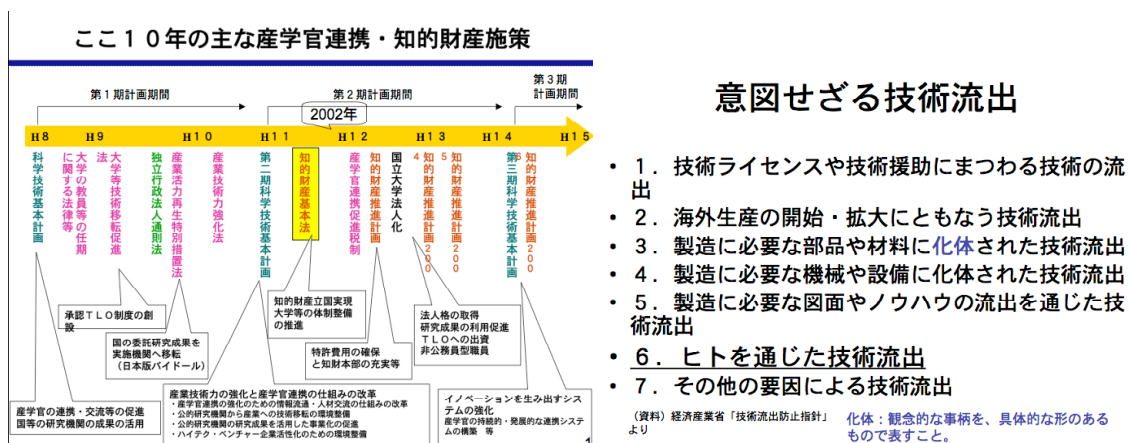 ここ１０年の主な産学官連携・知的財産施策
第１期計画期間
第２期計画期間
第３期
計画期間
2002年
H8
H9
H10
H11
H12
H13
H14
H15
科学技術基本計画
大学の教員等の任期
に関する法律等
大学等技術移転促進
法
独立行政法人通則法
産業活力再生特別措置法
産業技術力強化法
第二期科学技術基本計画
知的財産基本法
産学官連携促進税制
知的財産推進計画
国立大学法人化
知的財産推進計画２００
４
知的財産推進計画２００
５
第三期科学技術基本計画
知的財産推進計画２００
６
承認ＴＬＯ制度の創
設
国の委託研究成果を
実施機関へ移転
（日本版バイドール）
知的財産立国実現
大学等の体制整備
の推進
特許費用の確保
と知財本部の充実等
法人格の取得
研究成果の利用促進
ＴＬＯへの出資
非公務員型職員
産学官の連携・交流等の促進
国等の研究機関の成果の活用
産業技術力の強化と産学官連携の仕組みの改革
・産学官連携の強化のための情報流通・人材交流の仕組みの改革
・公的研究機関から産業への技術移転の環境整備
・公的研究機関の研究成果を活用した事業化の促進
・ハイテク・ベンチャー企業活性化のための環境整備
イノベーションを生み出すシス
テムの強化
産学官の持続的・発展的な連携システ
ムの構築　等
1
意図せざる技術流出
• １．技術ライセンスや技術援助にまつわる技術の流
出
• ２．海外生産の開始・拡大にともなう技術流出
• ３．製造に必要な部品や材料に化体された技術流出
• ４．製造に必要な機械や設備に化体された技術流出
• ５．製造に必要な図面やノウハウの流出を通じた技
術流出
• ６．ヒトを通じた技術流出
• ７．その他の要因による技術流出
（資料）経済産業省「技術流出防止指針」
より
化体：観念的な事柄を、具体的な形のある
もので表すこと。